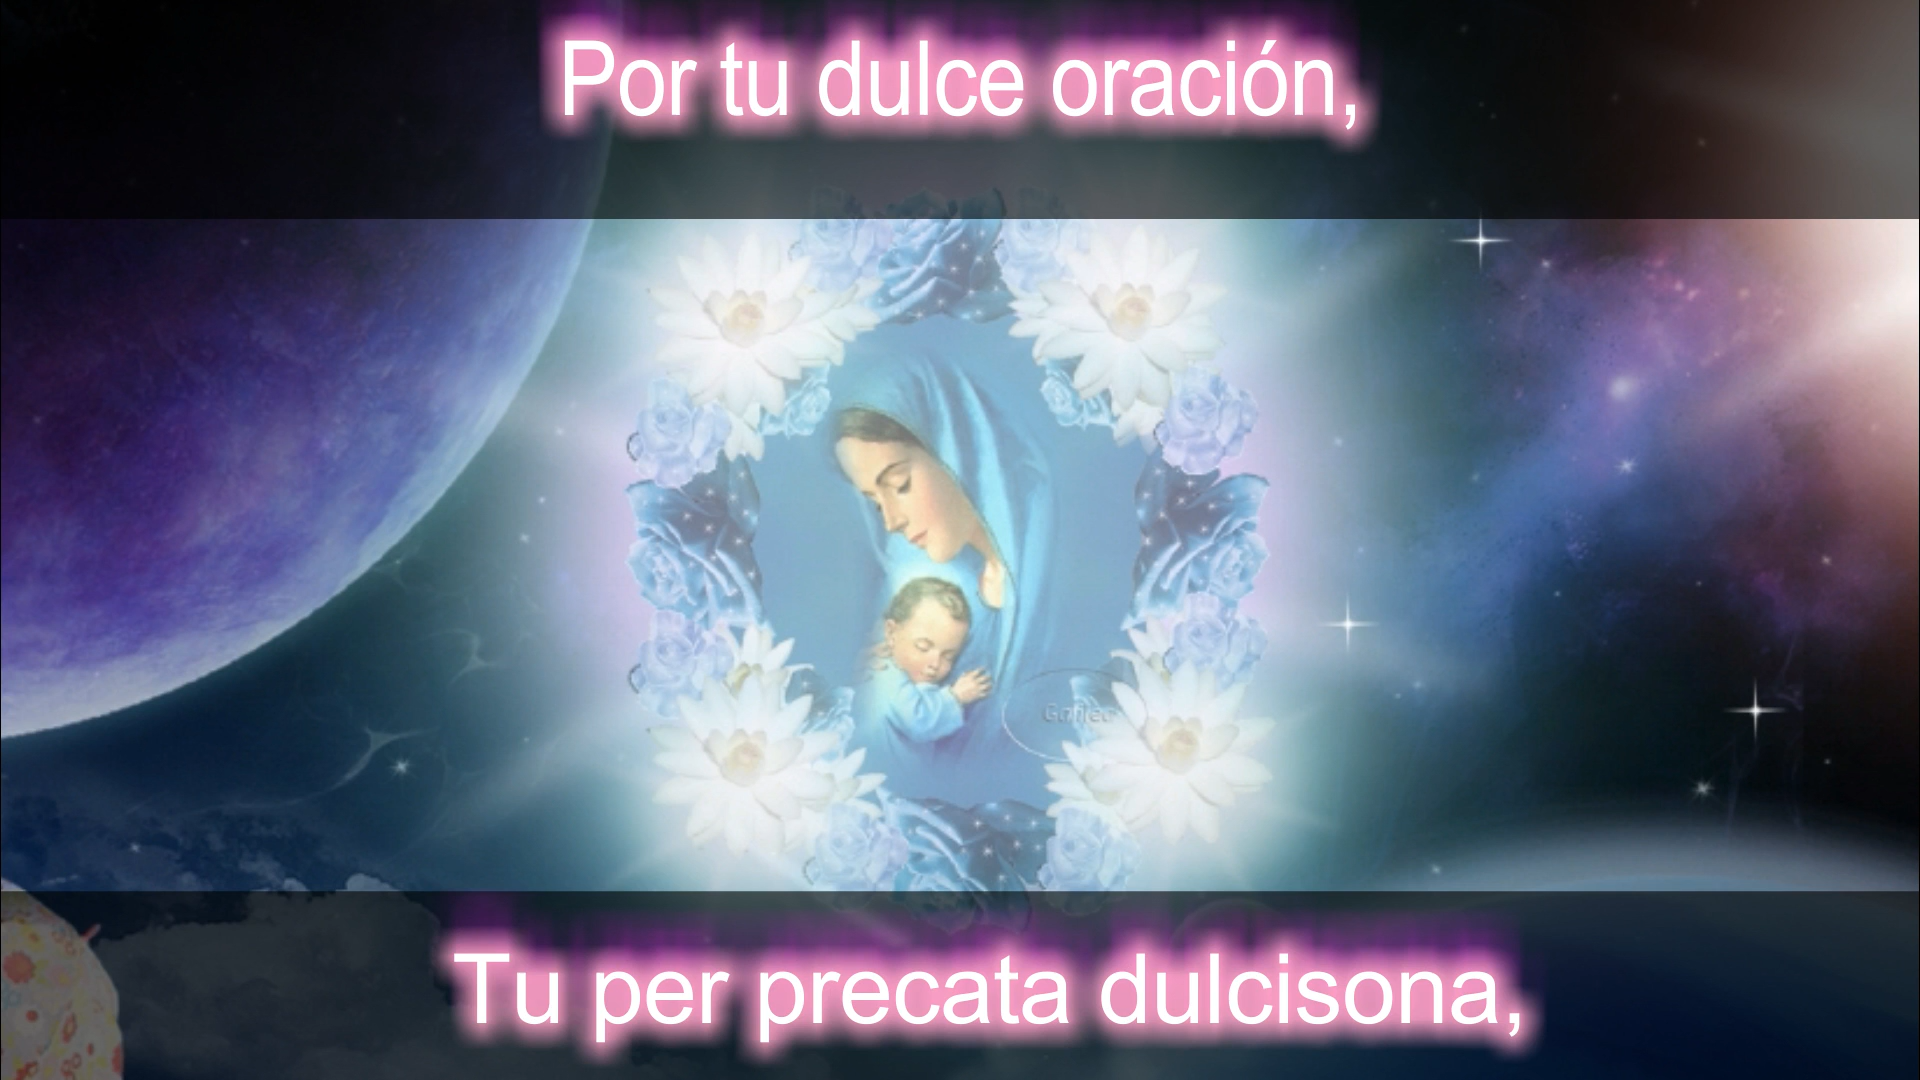 Por tu dulce oración,
Tu per precata dulcisona,